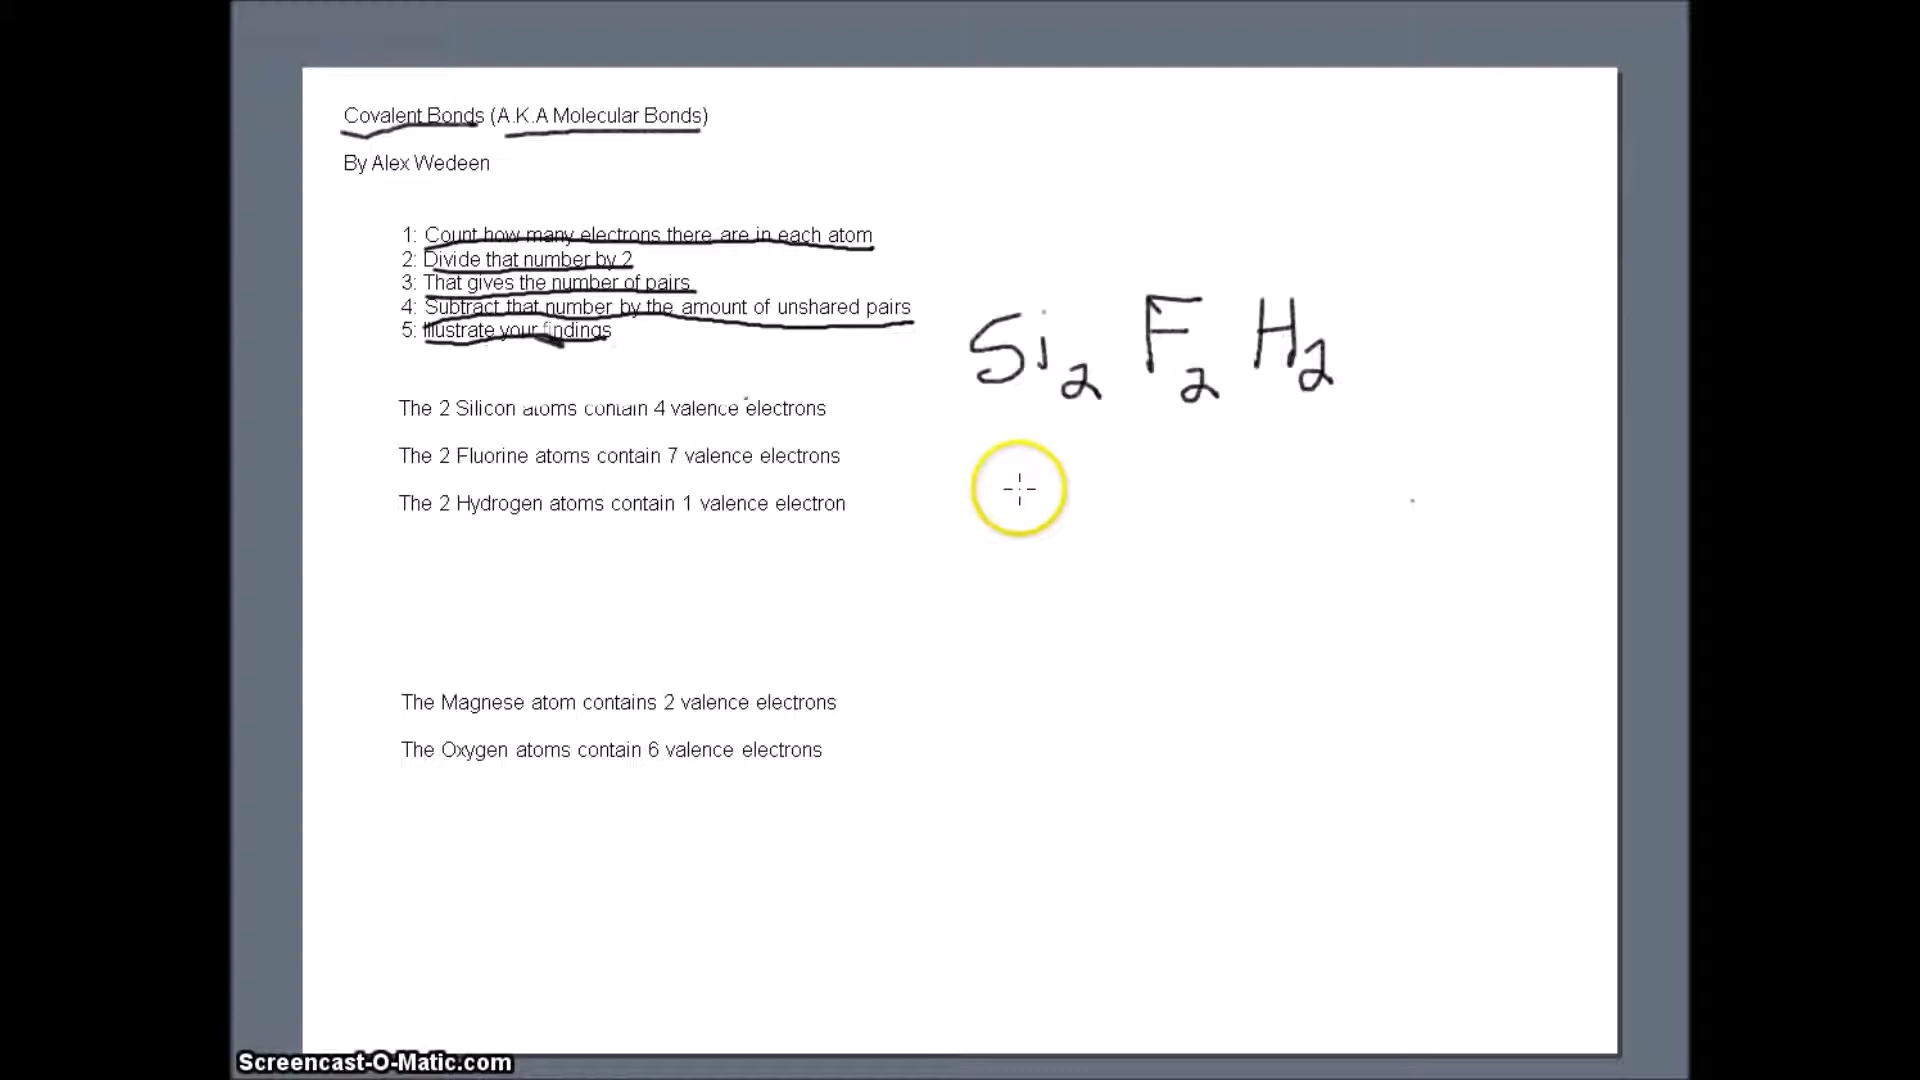 Covalent Bonds (A.K.A Molecular Bonds)
By Alex Wedeen
1: Count how many electrons there are in each atom
2: Divide that number by 2
3: That gives the number of pairs
4: Subtract that number by the amount of unshared pairs
5: Illustrate your findings
Si2 F2 H2
The 2 Silicon atoms contain 4 valence electrons
The 2 Fluorine atoms contain 7 valence electrons
The 2 Hydrogen atoms contain 1 valence electron
The Magnese atom contains 2 valence electrons
The Oxygen atoms contain 6 valence electrons
Screencast-O-Matic.com